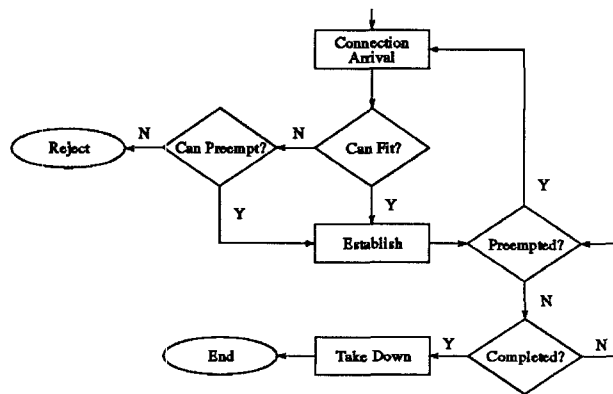 Connection
Arrival
Reject
N
Can Preempt?
N
Can Fit?
Y
Y
Y
Establish
Preempted?
N
End
Take Down
Y
Completed?
N